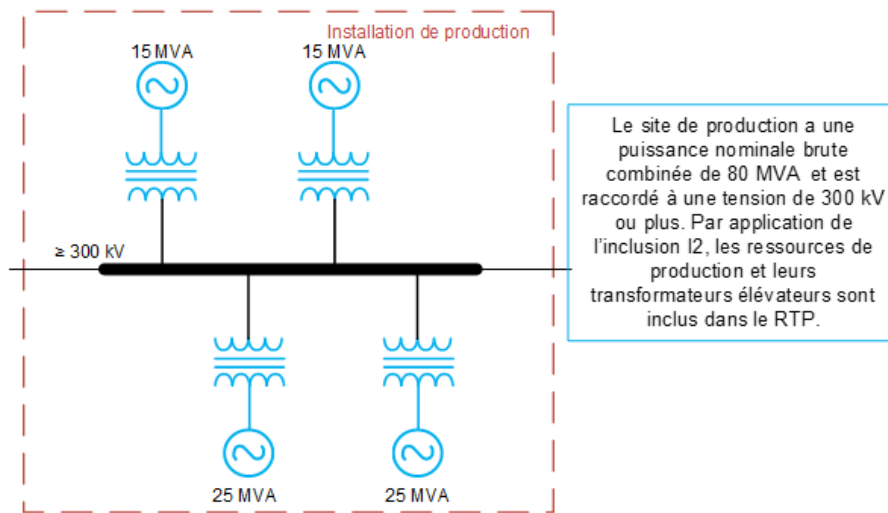 Installation de production
15 MVA
15 MVA
≥ 300 kV
25 MVA
25 MVA
Le site de production a une
puissance nominale brute
combinée de 80 MVA et est
raccordé à une tension de 300 kV
ou plus. Par application de
l'inclusion I2, les ressources de
production et leurs
transformateurs élévateurs sont
inclus dans le RTP.